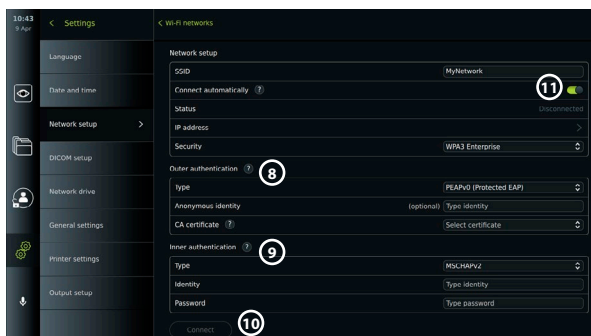 10:43
9 Apr
< Settings
Language
Date and time
Network setup >
DICOM setup
Network drive
General settings
Printer settings
Output setup
< Wi-Fi networks
Network setup
SSID MyNetwork
Connect automatically ? 11
Status Disconnected
IP address >
Security WPA3 Enterprise
Outer authentication ? 8
Type PEAPv0 (Protected EAP)
Anonymous identity (optional) Type identity
CA certificate ? Select certificate
Inner authentication ? 9
Type MSCHAPv2
Identity Type identity
Password Type password
Connect 10